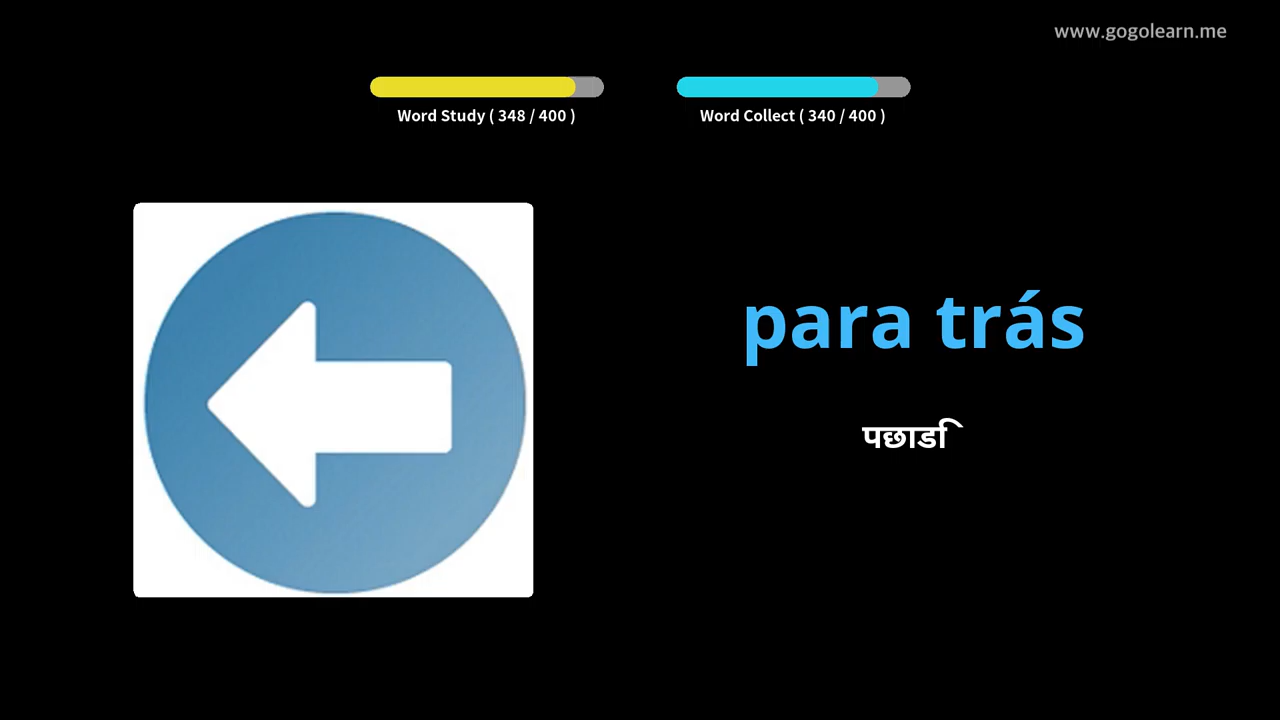 www.gogolearn.me
Word Study ( 348 / 400 )
Word Collect ( 340 / 400 )
para trás
पछाडि